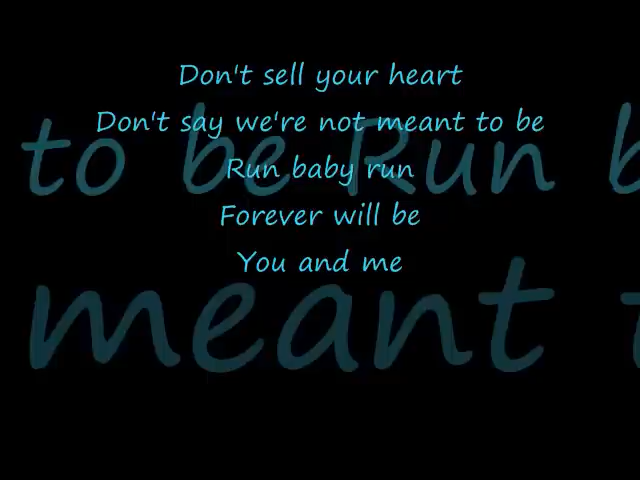 Don't sell your heart
Don't say we're not meant to be
Run baby run
Forever will be
You and me
to be Run b
meant t